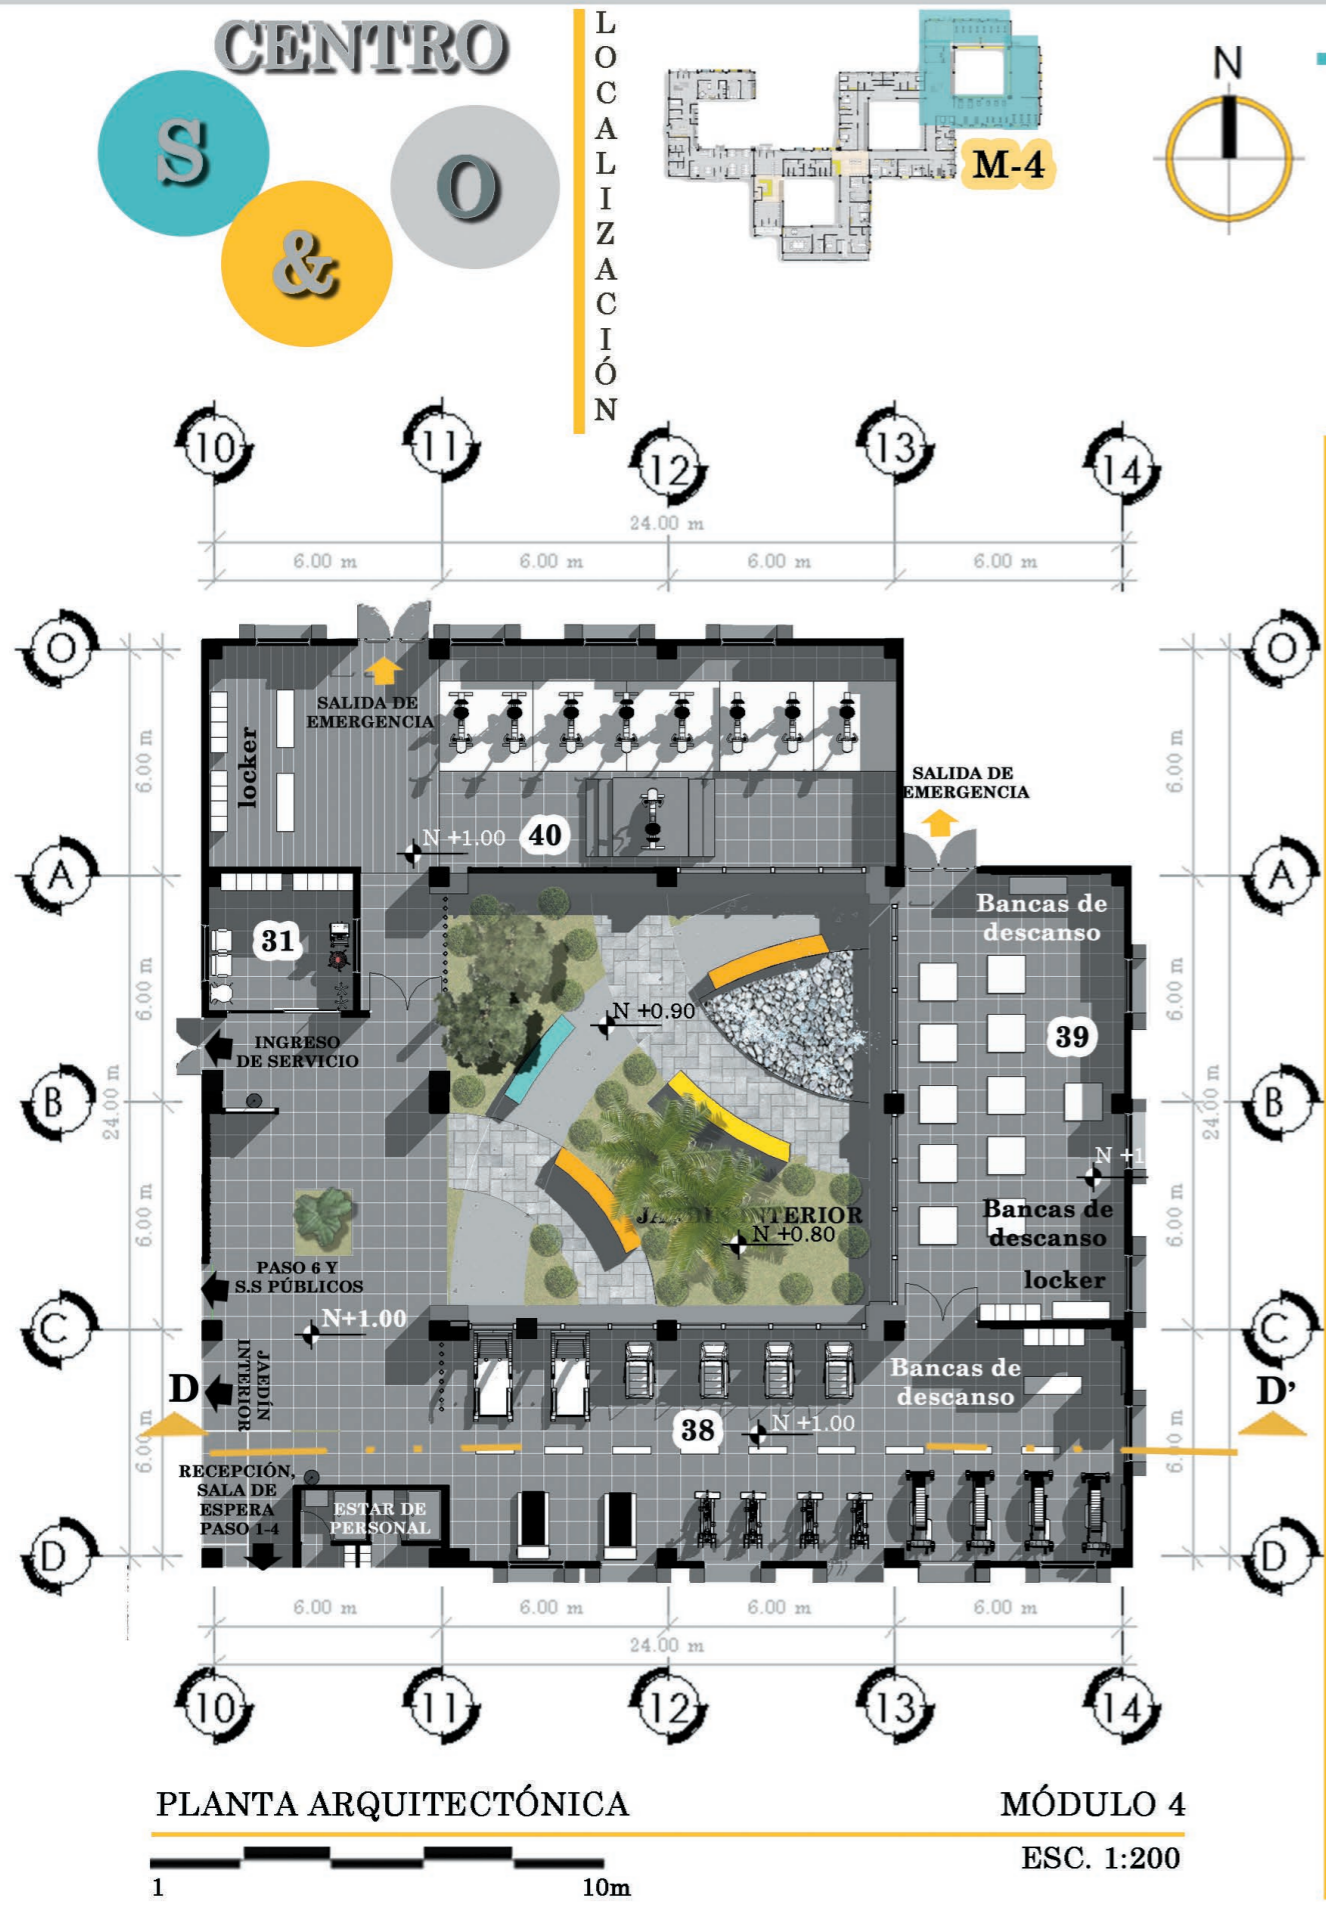 CENTRO
S
&
O
LOCALIZACIÓN
M-4
N
10
11
12
13
14
24.00 m
6.00 m
6.00 m
6.00 m
6.00 m
O
O
SALIDA DE
EMERGENCIA
locker
6.00 m
6.00 m
SALIDA DE
EMERGENCIA
N +1.00
40
A
A
Bancas de
descanso
31
6.00 m
N +0.90
39
6.00 m
INGRESO
DE SERVICIO
B
24.00 m
24.00 m
B
N +1
6.00 m
JARDÍN INTERIOR
N +0.80
Bancas de
descanso
6.00 m
PASO 6 Y
S.S PÚBLICOS
locker
C
N+1.00
C
JAEDÍN
INTERIOR
Bancas de
descanso
D
D’
38
N +1.00
6.00 m
6.00 m
RECEPCIÓN,
SALA DE
ESPERA
PASO 1-4
ESTAR DE
PERSONAL
D
D
6.00 m
6.00 m
6.00 m
6.00 m
24.00 m
10
11
12
13
14
PLANTA ARQUITECTÓNICA
MÓDULO 4
ESC. 1:200
1
10m